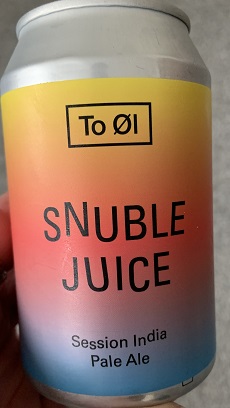 To Øl
SNUBLE
JUICE
Session India
Pale Ale